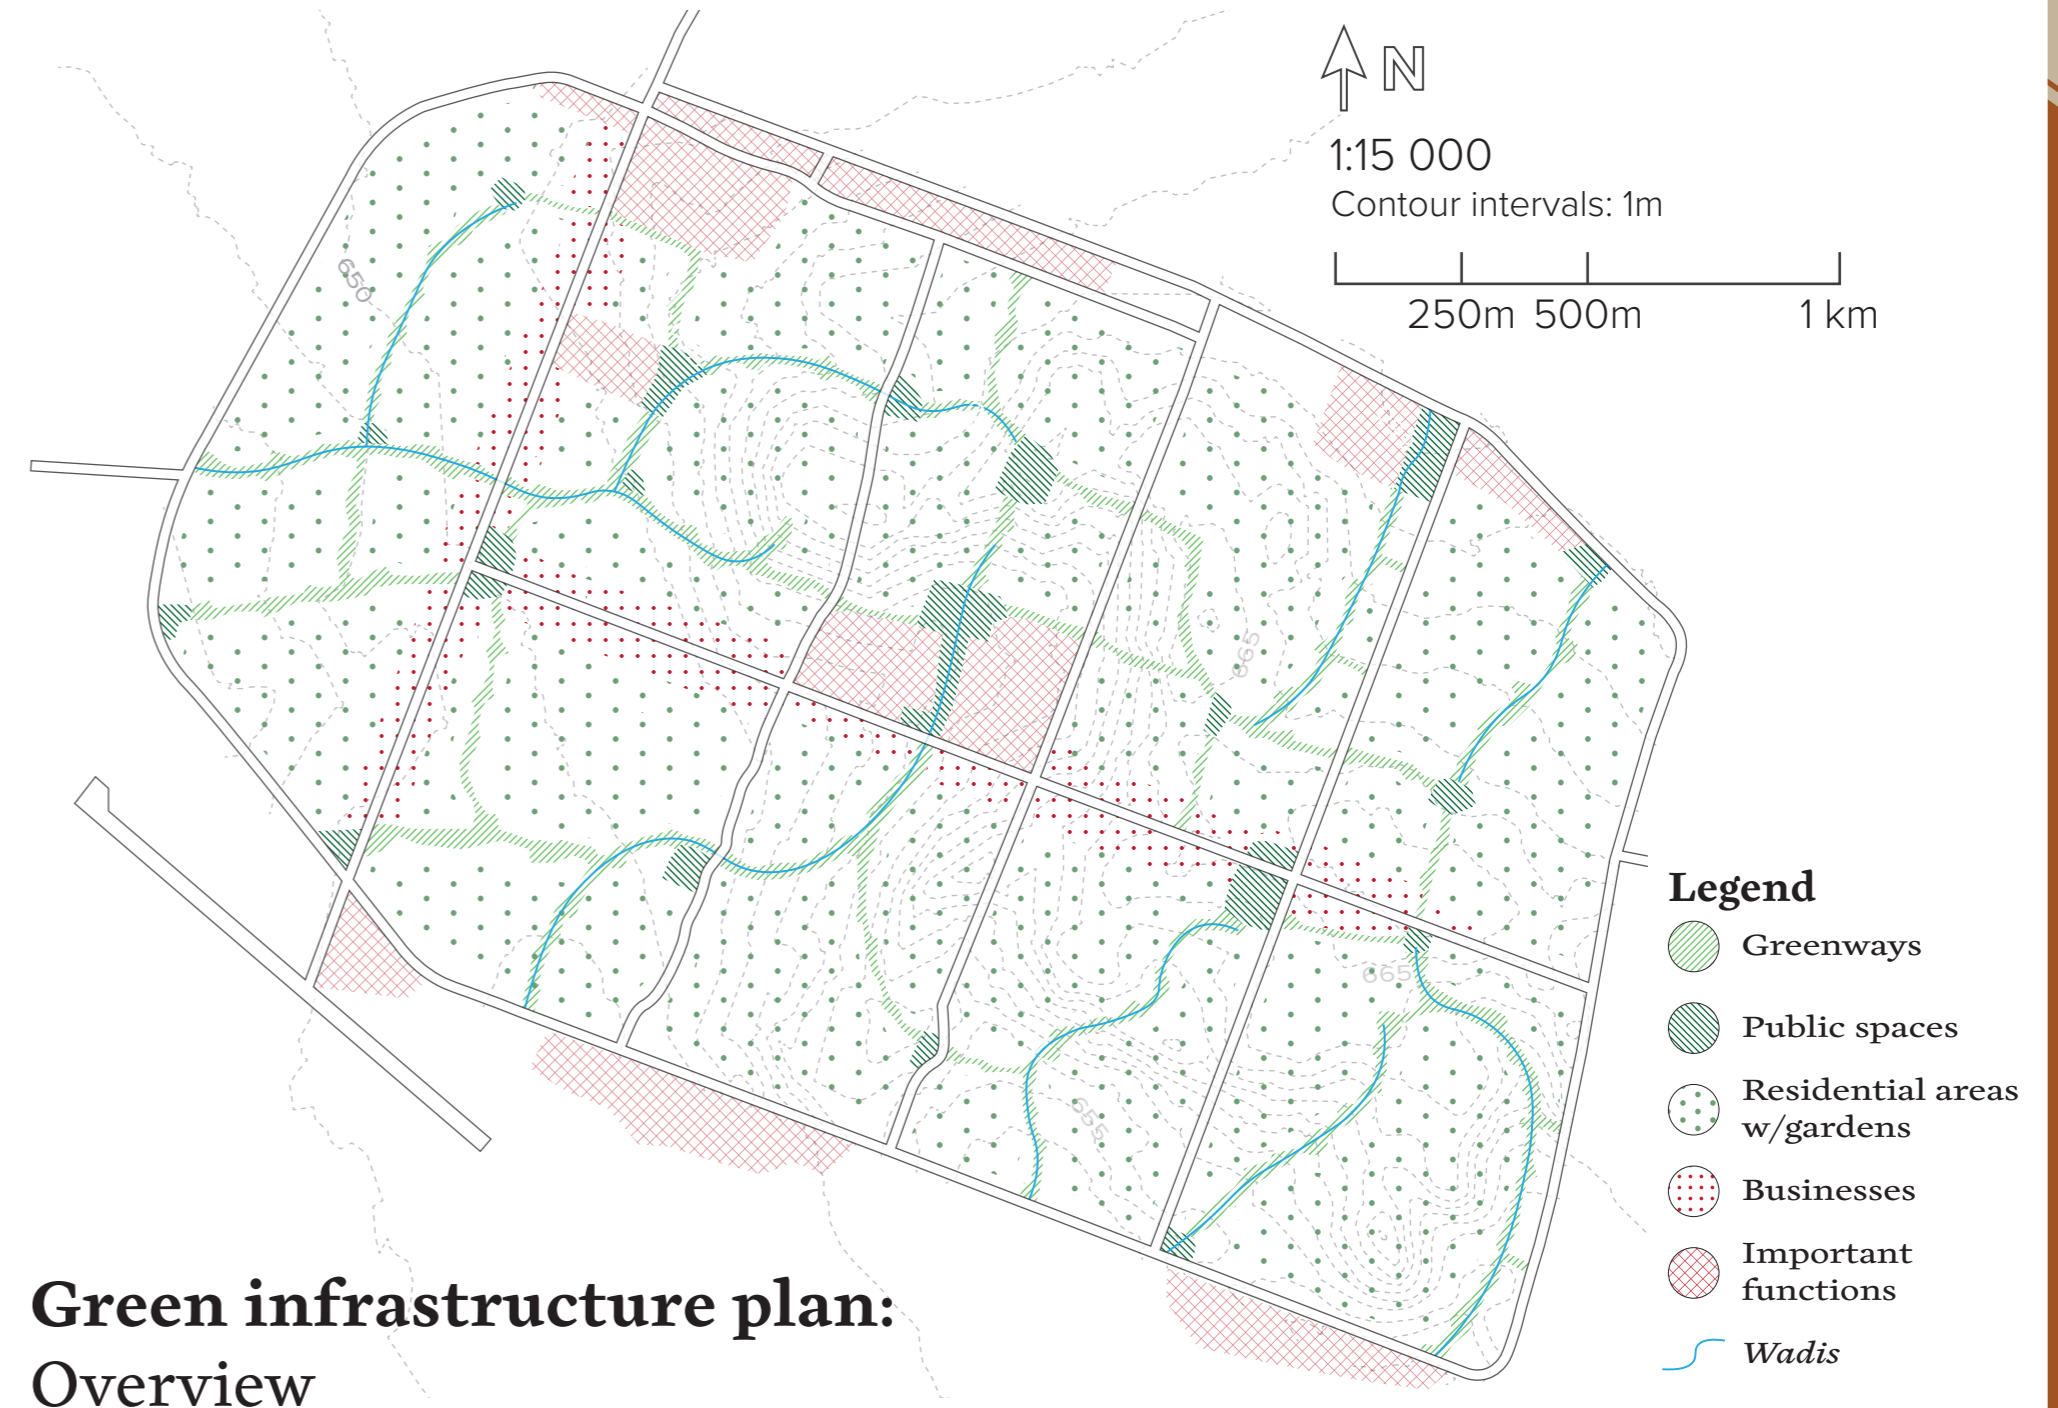 N
1:15 000
Contour intervals: 1m
250m 500m 1 km
650
665
665
655
Legend
Greenways
Public spaces
Residential areas
w/gardens
Businesses
Important
functions
Wadis
Green infrastructure plan:
Overview